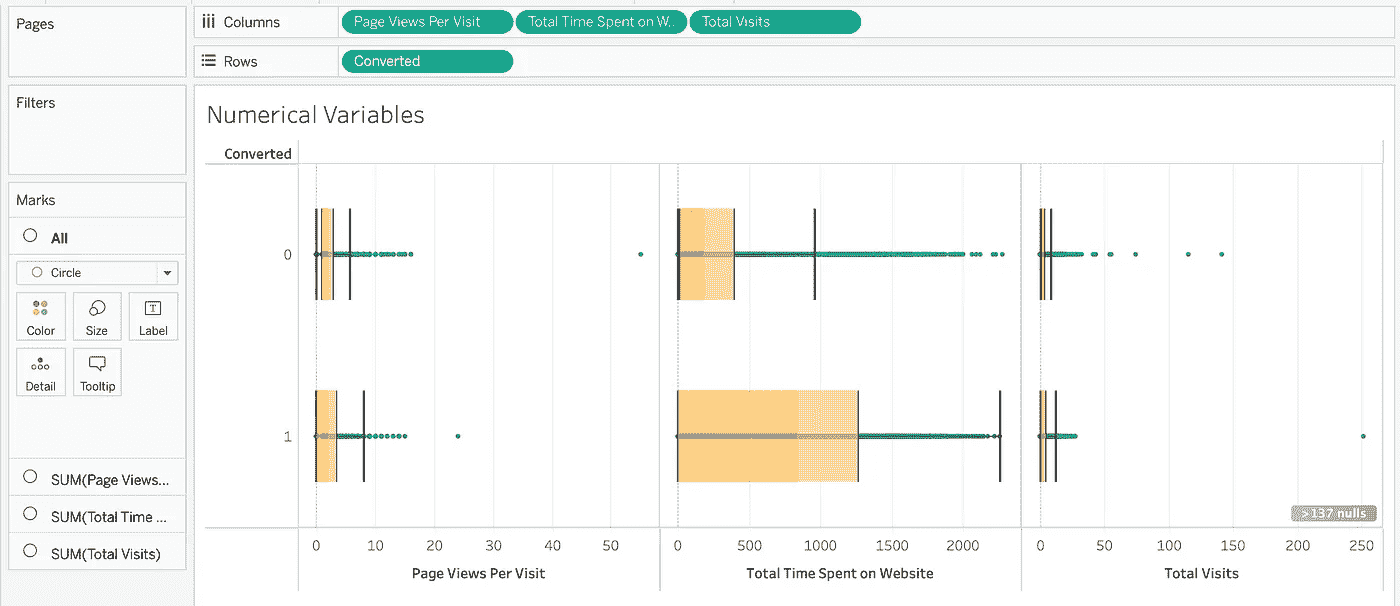 Pages
Columns
Page Views Per Visit
Total Time Spent on W..
Total Visits
Rows
Converted
Filters
Numerical Variables
Converted
Marks
All
Circle
Color
Size
Label
Detail
Tooltip
SUM(Page Views...
SUM(Total Time ...
SUM(Total Visits)
0
1
>137 nulls
0 10 20 30 40 50
0 500 1000 1500 2000
0 50 100 150 200 250
Page Views Per Visit
Total Time Spent on Website
Total Visits